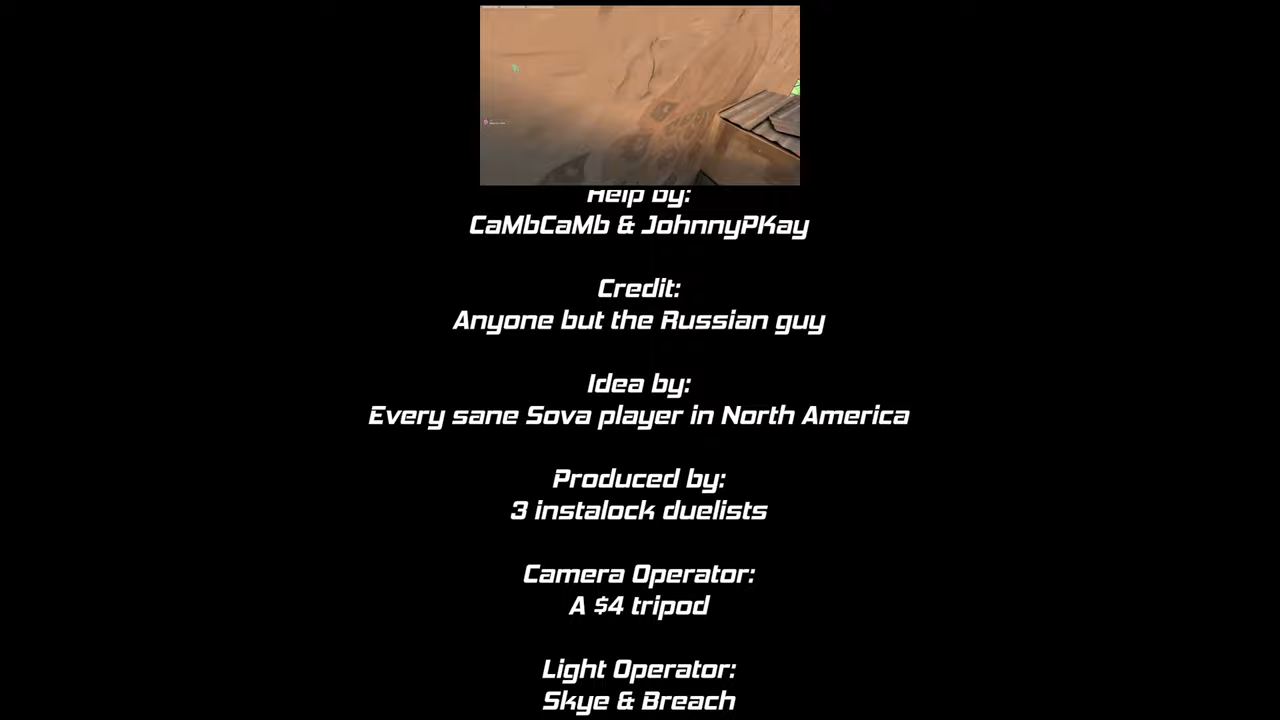 Help by:
CaMbCaMb & JohnnyPKay
Credit:
Anyone but the Russian guy
Idea by:
Every sane Sova player in North America
Produced by:
3 instalock duelists
Camera Operator:
A $4 tripod
Light Operator:
Skye & Breach